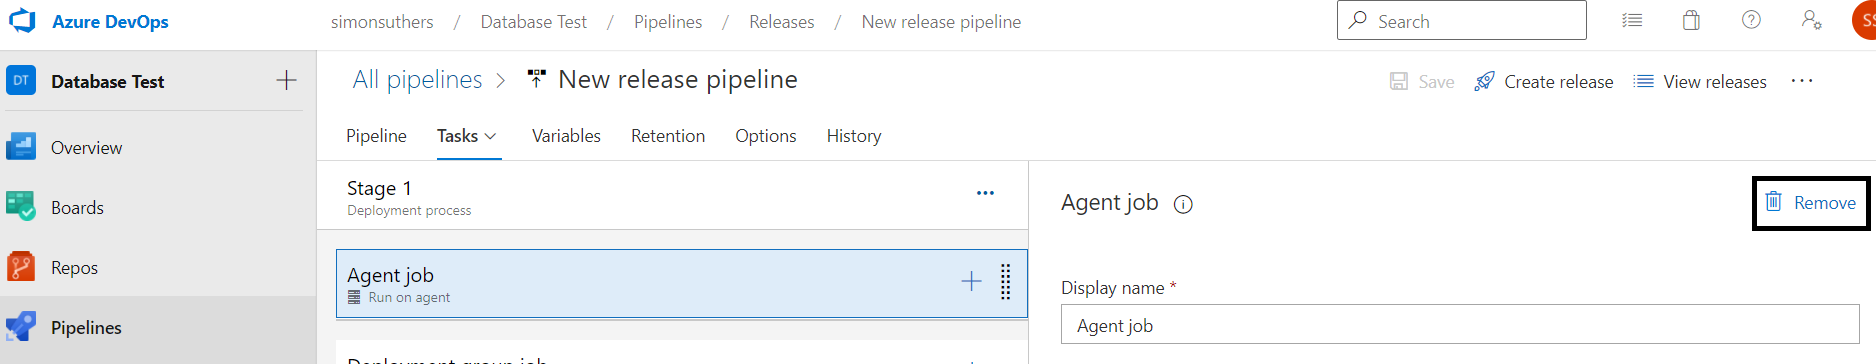 Azure DevOps
simonsuthers / Database Test / Pipelines / Releases / New release pipeline
Search
SS
DT Database Test
All pipelines > New release pipeline
Save Create release View releases ...
Pipeline Tasks Variables Retention Options History
Overview
Boards
Repos
Pipelines
Stage 1
Deployment process
...
Agent job
Run on agent
Deployment group job
Agent job
Remove
Display name *
Agent job